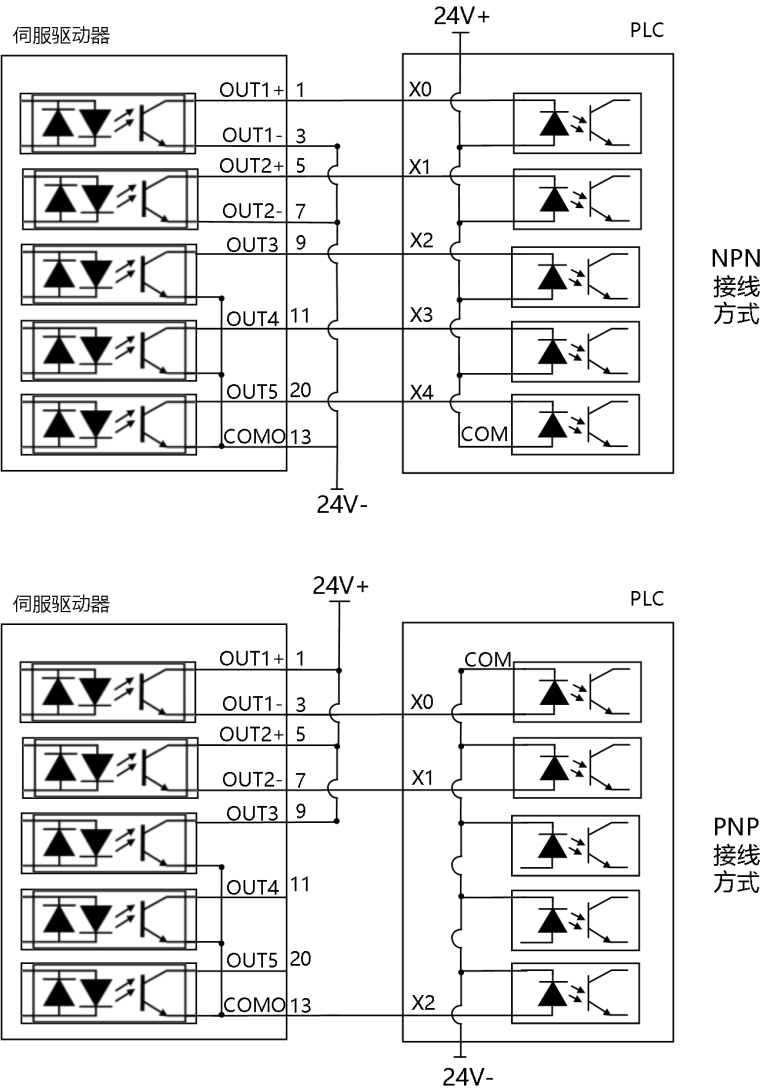 24V+
伺服驱动器
PLC
OUT1+ 1 X0
OUT1- 3
OUT2+ 5 X1
OUT2- 7
OUT3 9 X2
OUT4 11 X3
OUT5 20 X4
COMO 13 COM
24V-
NPN
接线
方式
24V+
伺服驱动器
PLC
OUT1+ 1 COM
OUT1- 3 X0
OUT2+ 5
OUT2- 7 X1
OUT3 9
OUT4 11
OUT5 20
COMO 13 X2
24V-
PNP
接线
方式